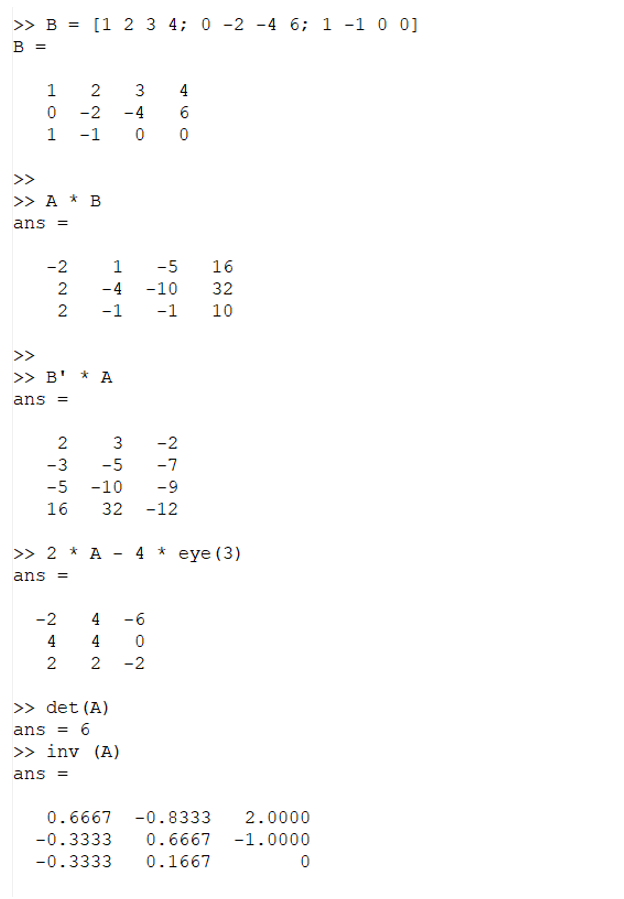 >> B = [1 2 3 4; 0 -2 -4 6; 1 -1 0 0]
B =
1 2 3 4
0 -2 -4 6
1 -1 0 0
>>
>> A * B
ans =
-2 1 -5 16
2 -4 -10 32
2 -1 -1 10
>>
>> B' * A
ans =
2 3 -2
-3 -5 -7
-5 -10 -9
16 32 -12
>> 2 * A - 4 * eye(3)
ans =
-2 4 -6
4 4 0
2 2 -2
>> det(A)
ans = 6
>> inv (A)
ans =
0.6667 -0.8333 2.0000
-0.3333 0.6667 -1.0000
-0.3333 0.1667 0